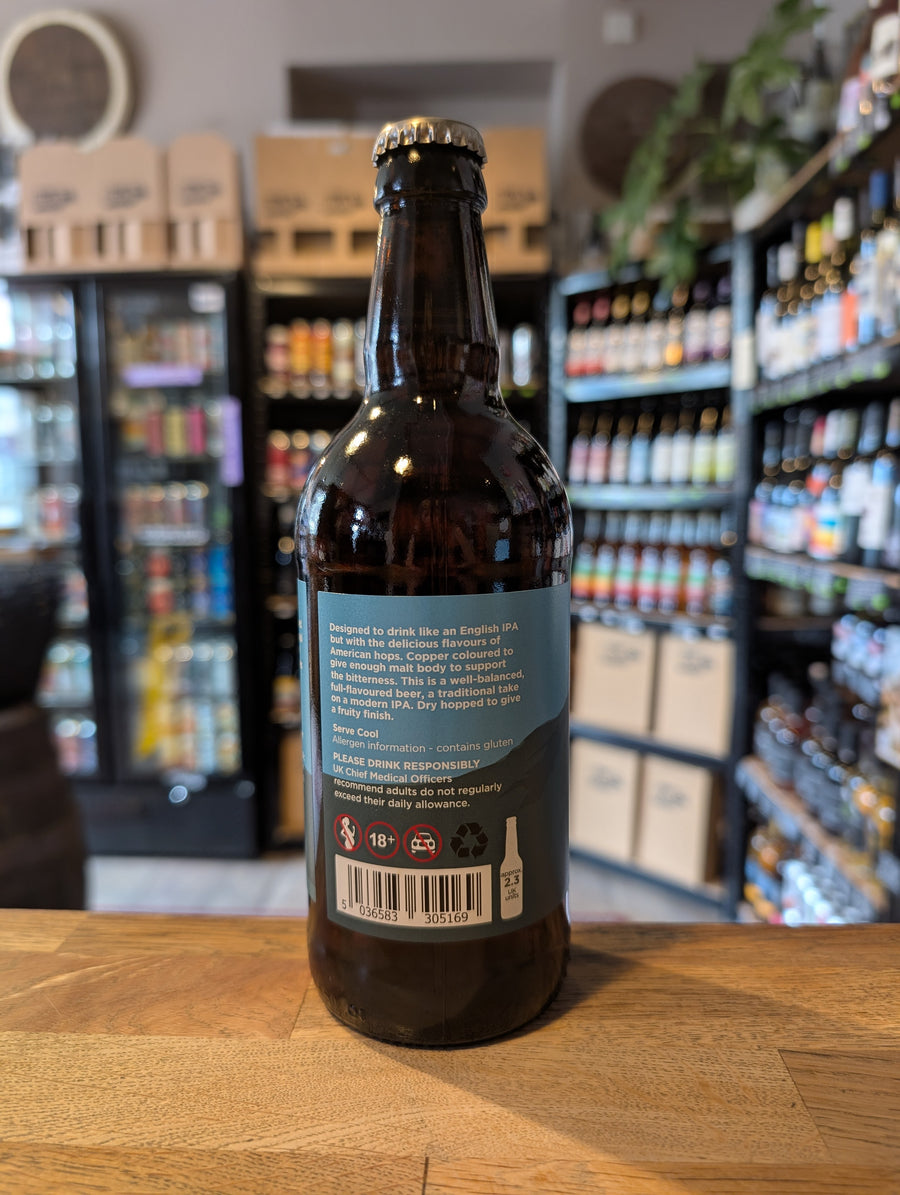 Designed to drink like an English IPA
but with the delicious flavours of
American hops. Copper coloured to
give enough malt body to support
the bitterness. This is a well-balanced,
full-flavoured beer, a traditional take
on a modern IPA. Dry hopped to give
a fruity finish.
Serve Cool
Allergen information - contains gluten
PLEASE DRINK RESPONSIBLY
UK Chief Medical Officers
recommend adults do not regularly
exceed their daily allowance.
18+
approx
2.3
UK
units
5 036583 305169